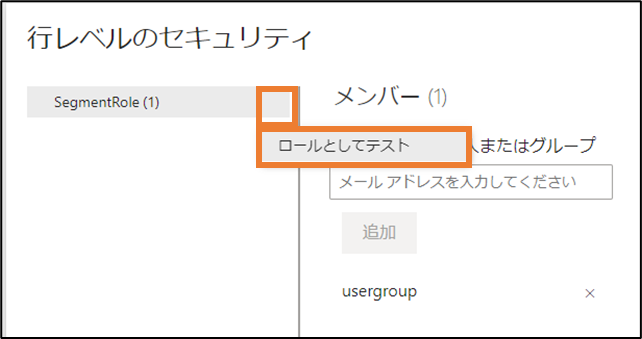 行レベルのセキュリティ
SegmentRole (1)
メンバー (1)
ロールとしてテスト
人またはグループ
メール アドレスを入力してください
追加
usergroup